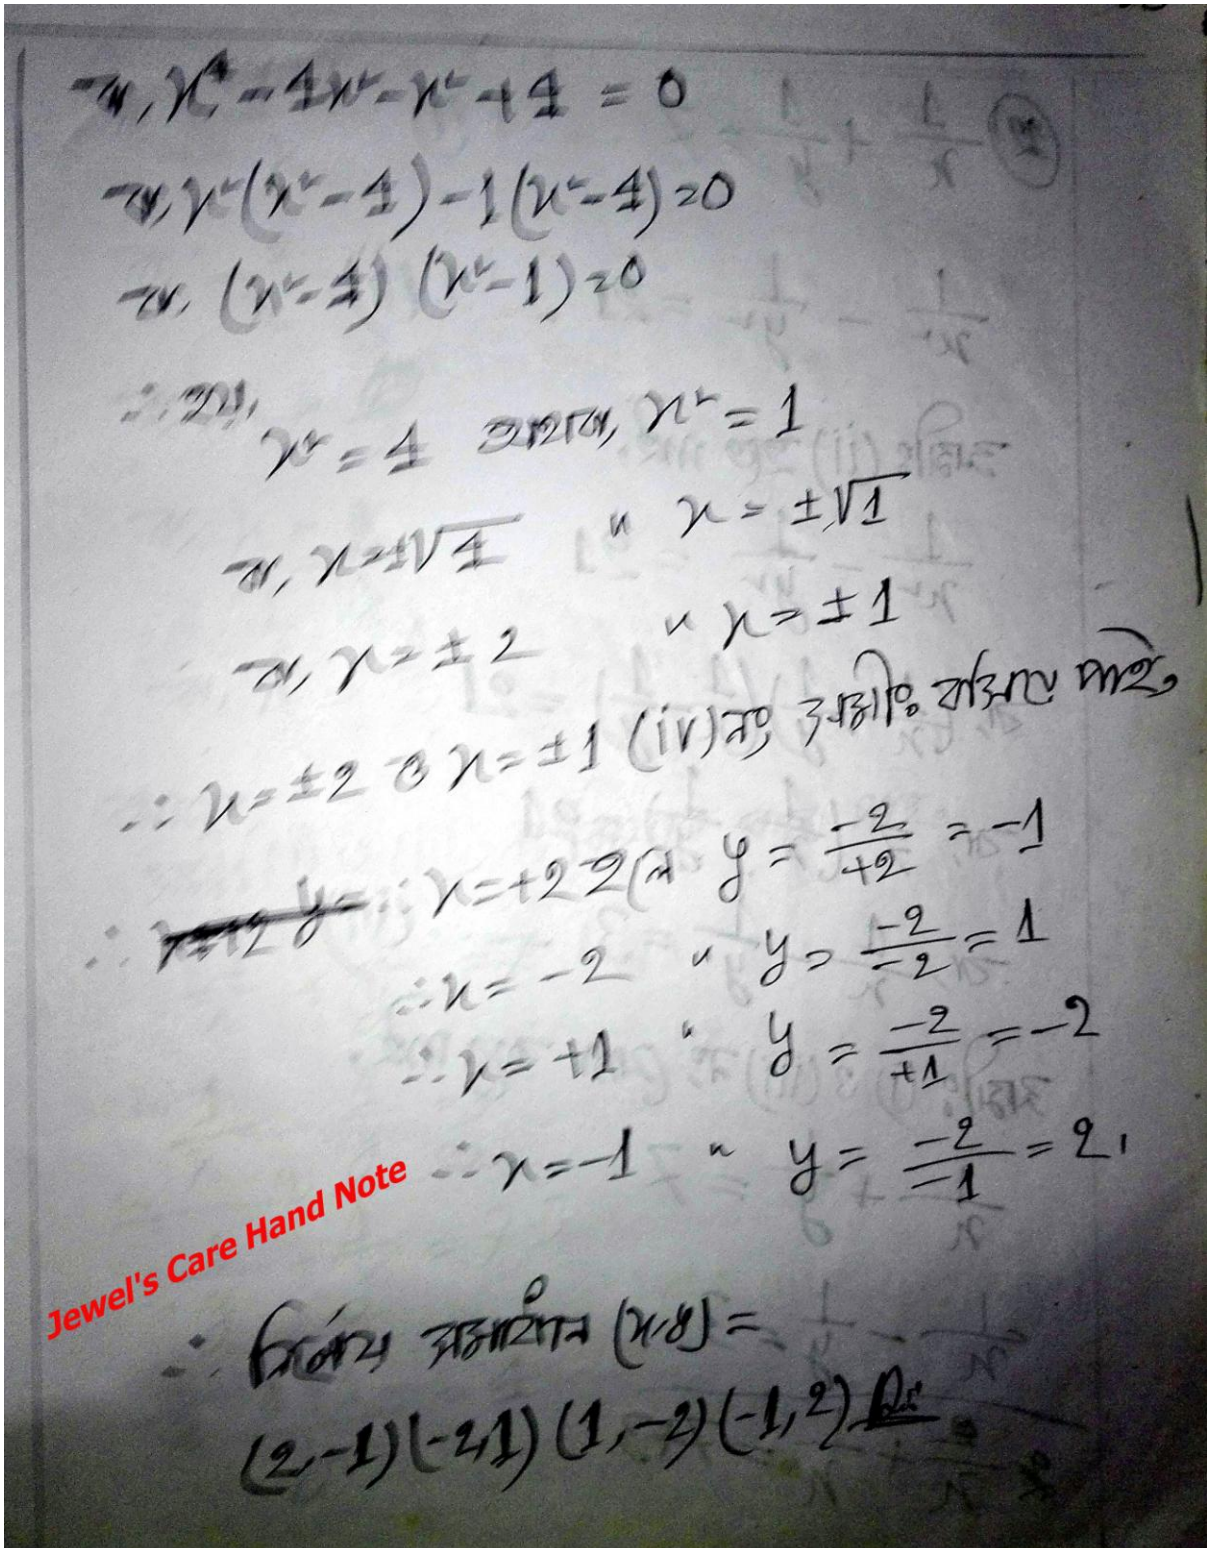 বা, x⁴ - 4x² - x² + 4 = 0
বা, x²(x² - 4) - 1(x² - 4) = 0
বা, (x² - 4) (x² - 1) = 0
∴ হয়,
x² = 4 অথবা, x² = 1
বা, x = ±√4 " x = ±√1
বা, x = ±2 " x = ±1
∴ x = ±2 ও x = ±1 (iv) নং সমীঃ বসিয়ে পাই,
∴ x = +2 হলে y = -2/+2 = -1
∴ x = -2 " y = -2/-2 = 1
∴ x = +1 " y = -2/+1 = -2
∴ x = -1 " y = -2/-1 = 2,
Jewel's Care Hand Note
∴ নির্ণেয় সমাধান (x,y) =
(2,-1) (-2,1) (1,-2) (-1,2)